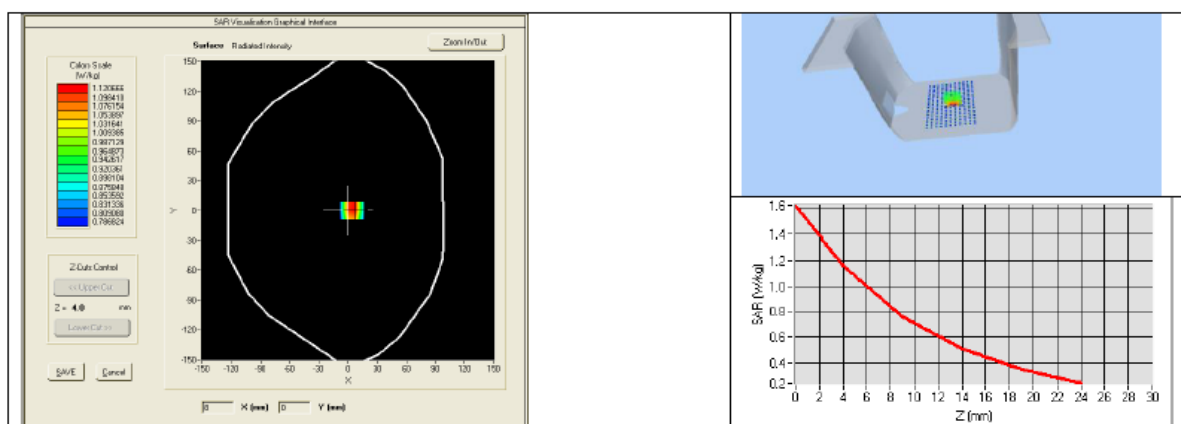 SAR Visualisation Graphical Interface
Surface Radiated Intensity
Zoom In/Out
Colors Scale
(W/kg)
1.120666
1.098410
1.076154
1.053897
1.031641
1.009385
0.987129
0.964873
0.942617
0.920361
0.898104
0.875848
0.853592
0.831336
0.809080
0.786824
Z-Cuts Control
<< Upper Cut
Z = 4.0 mm
Lower Cut >>
SAVE Cancel
150-
120-
90-
60-
30-
0-
30-
60-
90-
120-
150-
Y
-150 -120 -90 -60 -30 0 30 60 90 120 150
X
0 X (mm) 0 Y (mm)
1.6-
1.4-
1.2-
1.0-
0.8-
0.6-
0.4-
0.2-
SAR (W/kg)
0 2 4 6 8 10 12 14 16 18 20 22 24 26 28 30
Z (mm)